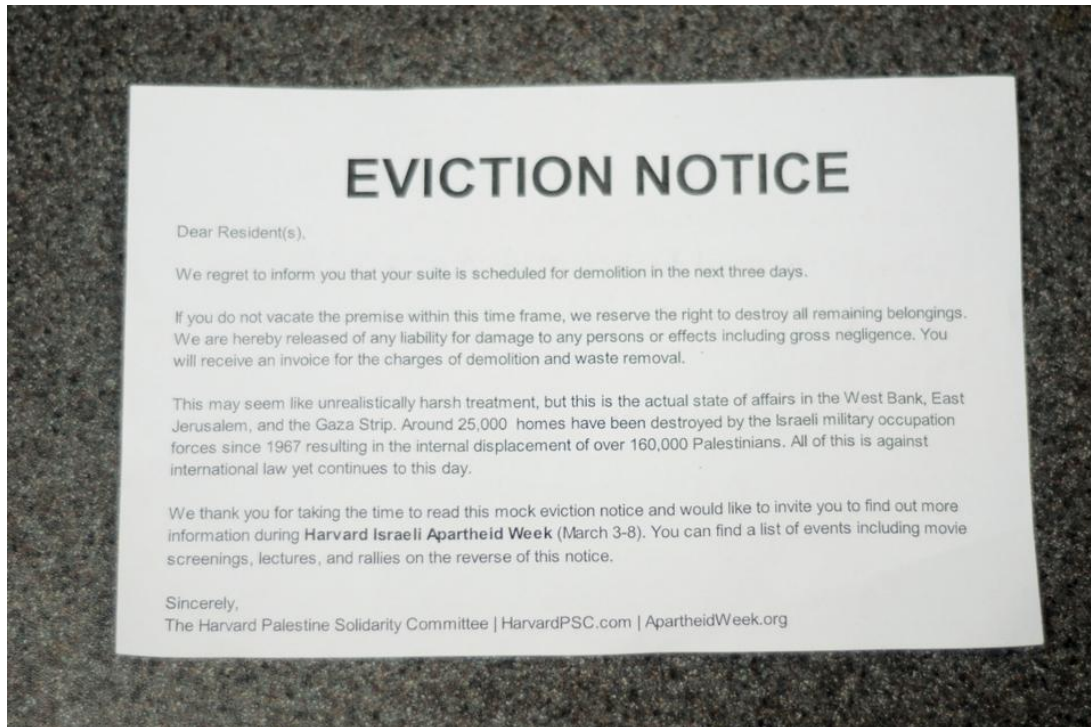 EVICTION NOTICE
Dear Resident(s),
We regret to inform you that your suite is scheduled for demolition in the next three days.
If you do not vacate the premise within this time frame, we reserve the right to destroy all remaining belongings.
We are hereby released of any liability for damage to any persons or effects including gross negligence. You
will receive an invoice for the charges of demolition and waste removal.
This may seem like unrealistically harsh treatment, but this is the actual state of affairs in the West Bank, East
Jerusalem, and the Gaza Strip. Around 25,000 homes have been destroyed by the Israeli military occupation
forces since 1967 resulting in the internal displacement of over 160,000 Palestinians. All of this is against
international law yet continues to this day.
We thank you for taking the time to read this mock eviction notice and would like to invite you to find out more
information during Harvard Israeli Apartheid Week (March 3-8). You can find a list of events including movie
screenings, lectures, and rallies on the reverse of this notice.
Sincerely,
The Harvard Palestine Solidarity Committee | HarvardPSC.com | ApartheidWeek.org